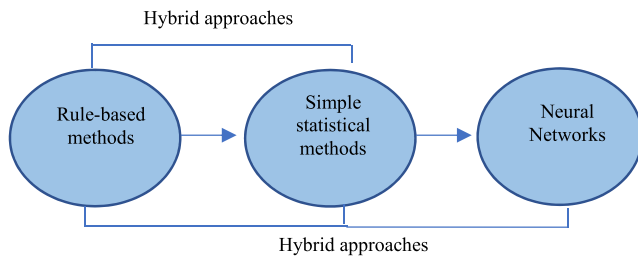 Hybrid approaches
Rule-based
methods
Simple
statistical
methods
Neural
Networks
Hybrid approaches